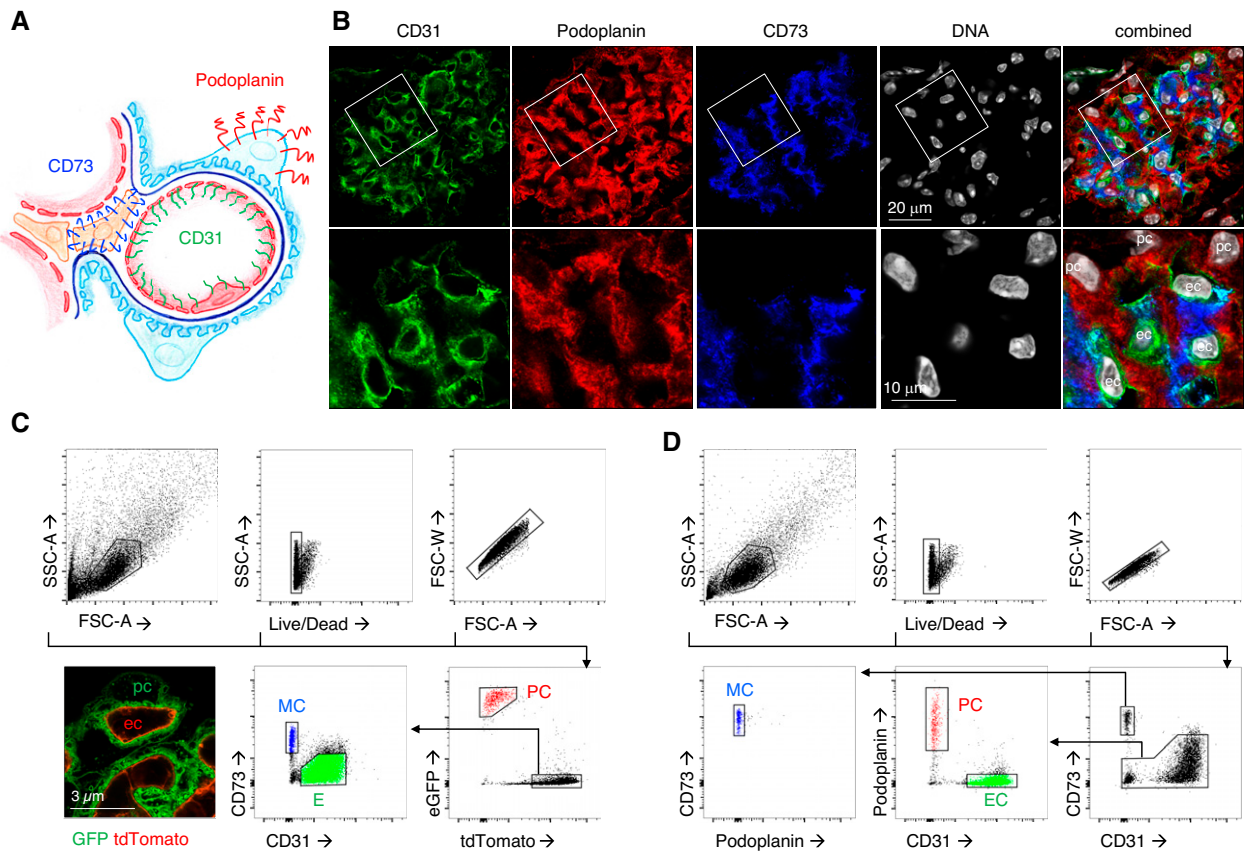 A
Podoplanin
CD73
CD31
B
CD31 Podoplanin CD73 DNA combined
20 µm
10 µm
pc pc
pc
ec
ec
ec
ec
C
SSC-A →
FSC-A →
SSC-A →
Live/Dead →
FSC-W →
FSC-A →
pc
ec
3 µm
GFP tdTomato
MC
E
CD73 →
CD31 →
PC
eGFP →
tdTomato →
D
SSC-A →
FSC-A →
SSC-A →
Live/Dead →
FSC-W →
FSC-A →
MC
CD73 →
Podoplanin →
PC
EC
Podoplanin →
CD31 →
CD73 →
CD31 →